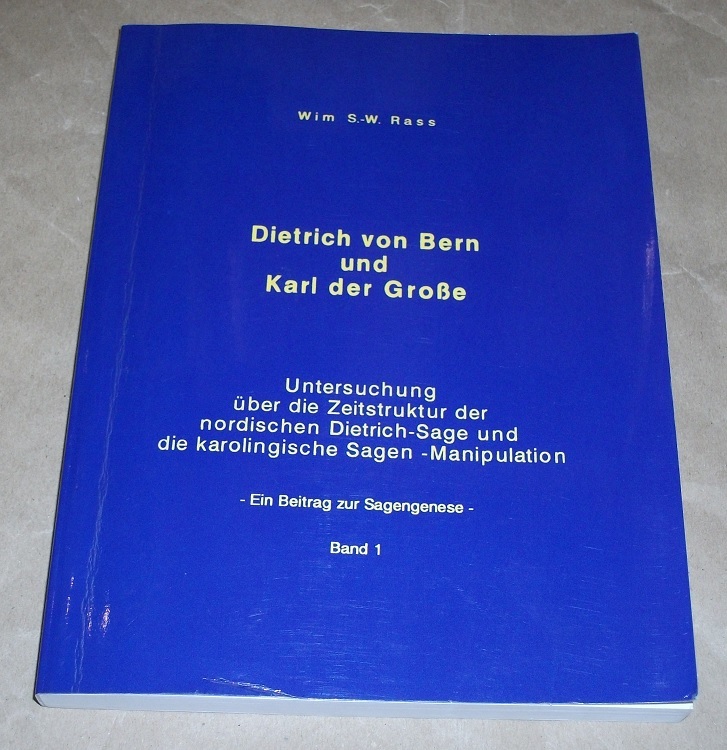 Wim S.-W. Rass
Dietrich von Bern
und
Karl der Große
Untersuchung
über die Zeitstruktur der
nordischen Dietrich-Sage und
die karolingische Sagen -Manipulation
- Ein Beitrag zur Sagengenese -
Band 1